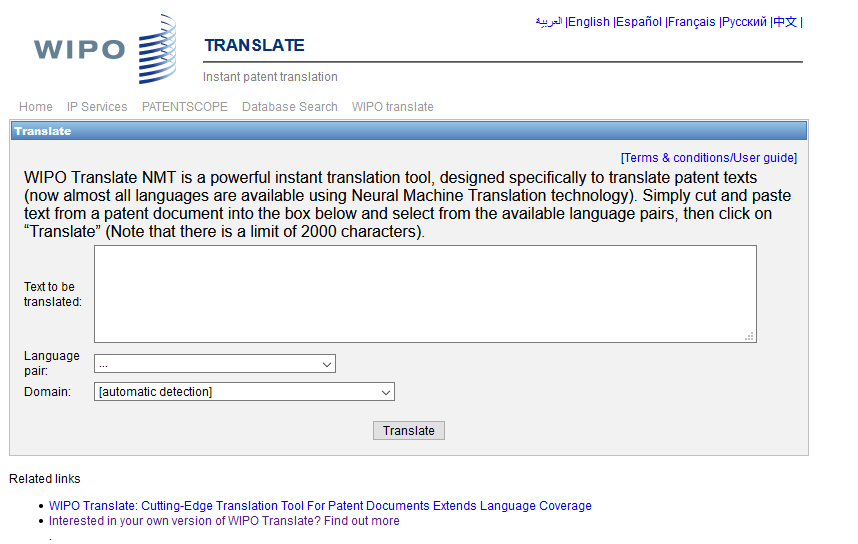 العربية |English |Español |Français |Русский |中文 |
WIPO
TRANSLATE
Instant patent translation
Home IP Services PATENTSCOPE Database Search WIPO translate
Translate
[Terms & conditions/User guide]
WIPO Translate NMT is a powerful instant translation tool, designed specifically to translate patent texts
(now almost all languages are available using Neural Machine Translation technology). Simply cut and paste
text from a patent document into the box below and select from the available language pairs, then click on
“Translate” (Note that there is a limit of 2000 characters).
Text to be
translated:
Language
pair:
...
Domain:
[automatic detection]
Translate
Related links
• WIPO Translate: Cutting-Edge Translation Tool For Patent Documents Extends Language Coverage
• Interested in your own version of WIPO Translate? Find out more